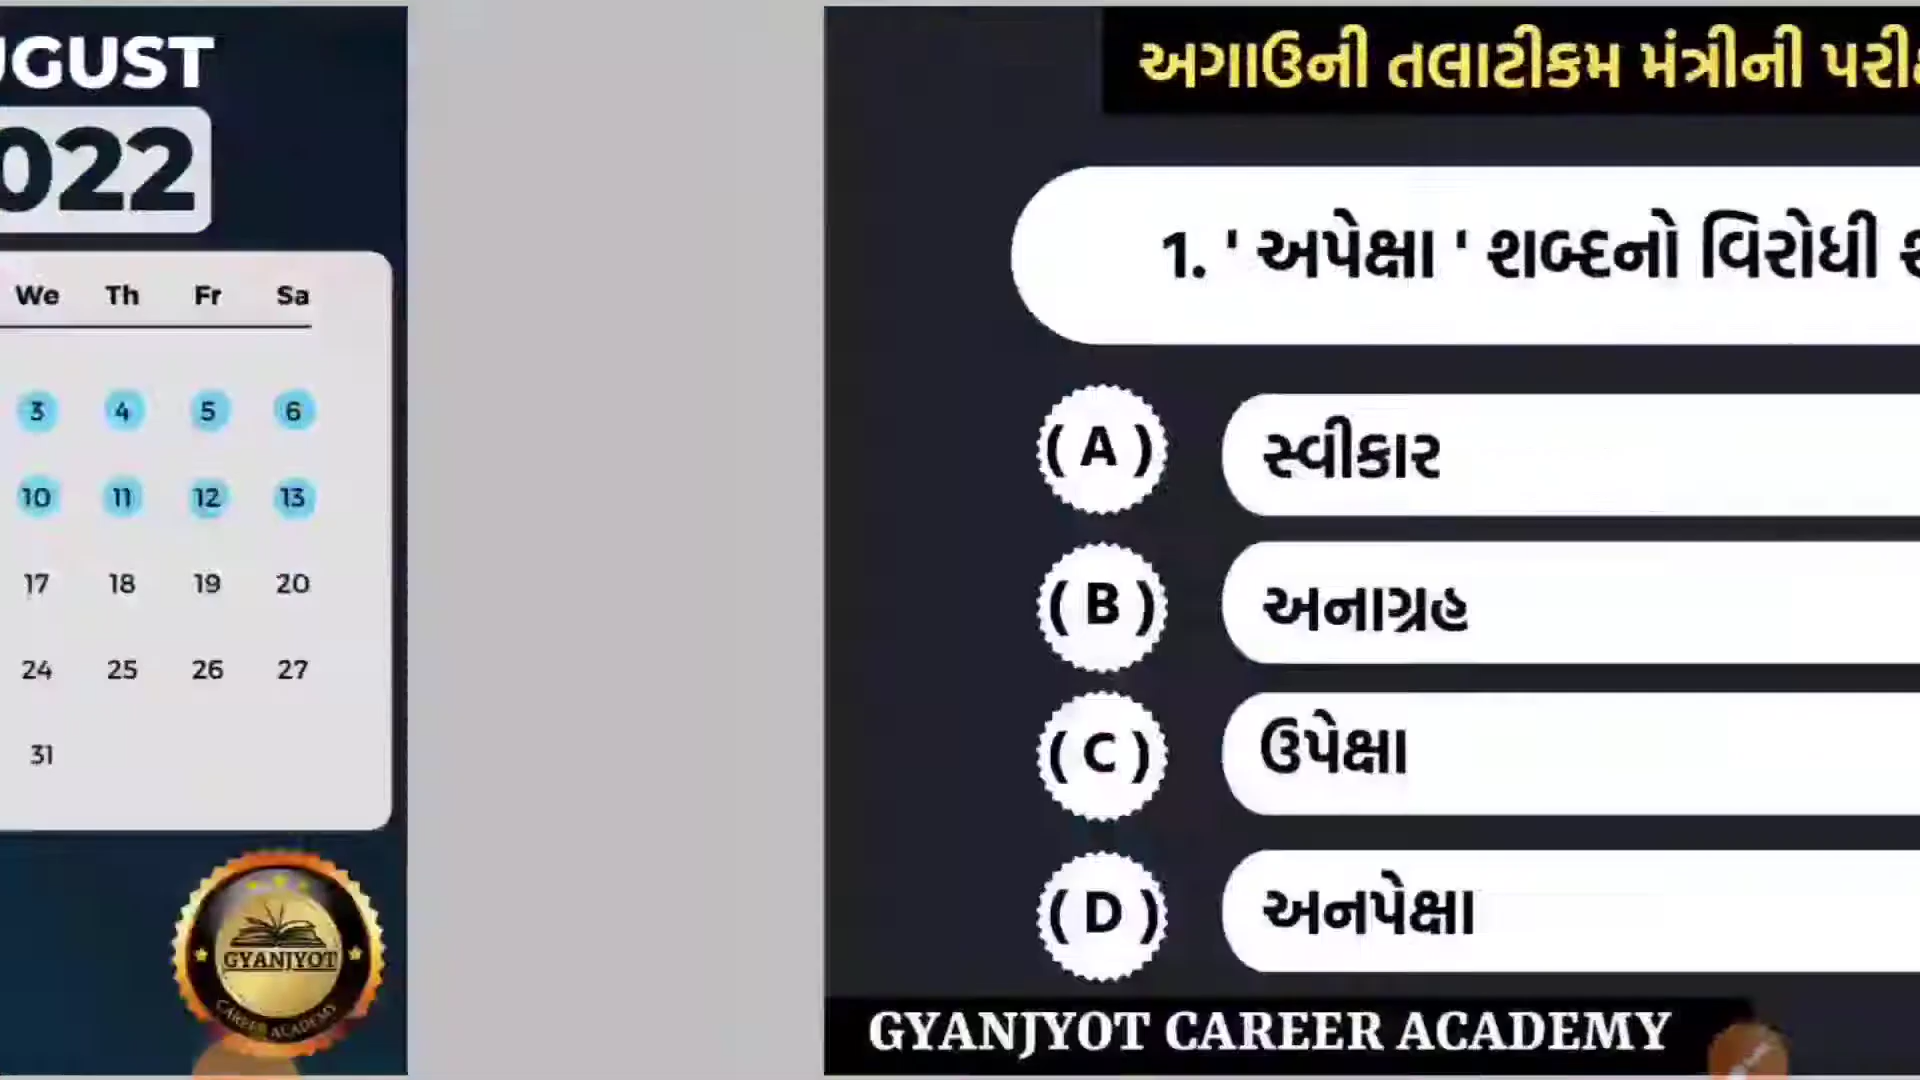 UGUST
022
We Th Fr Sa
3 4 5 6
10 11 12 13
17 18 19 20
24 25 26 27
31
GYANJYOT
CAREER ACADEMY
અગાઉની તલાટીકમ મંત્રીની
1. ' અપેક્ષા ' શબ્દનો વિરોધી
( A ) સ્વીકાર
( B ) અનાગ્રહ
( C ) ઉપેક્ષા
( D ) અનપેક્ષા
GYANJYOT CAREER ACADEMY